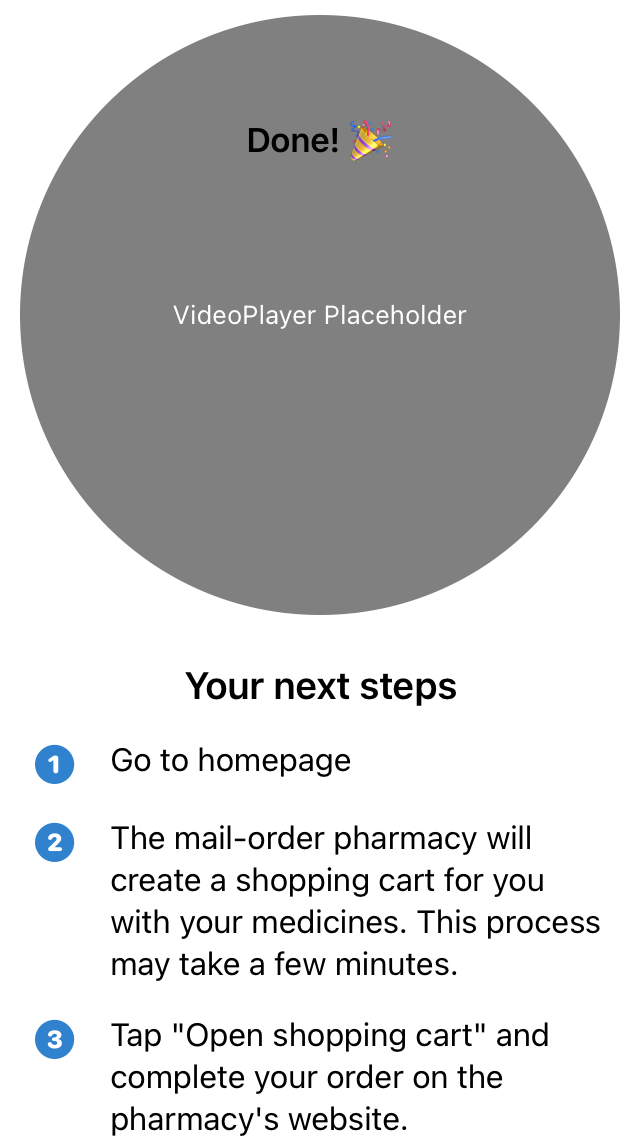 Done! 🎉
VideoPlayer Placeholder
Your next steps
1 Go to homepage
2 The mail-order pharmacy will
create a shopping cart for you
with your medicines. This process
may take a few minutes.
3 Tap "Open shopping cart" and
complete your order on the
pharmacy's website.